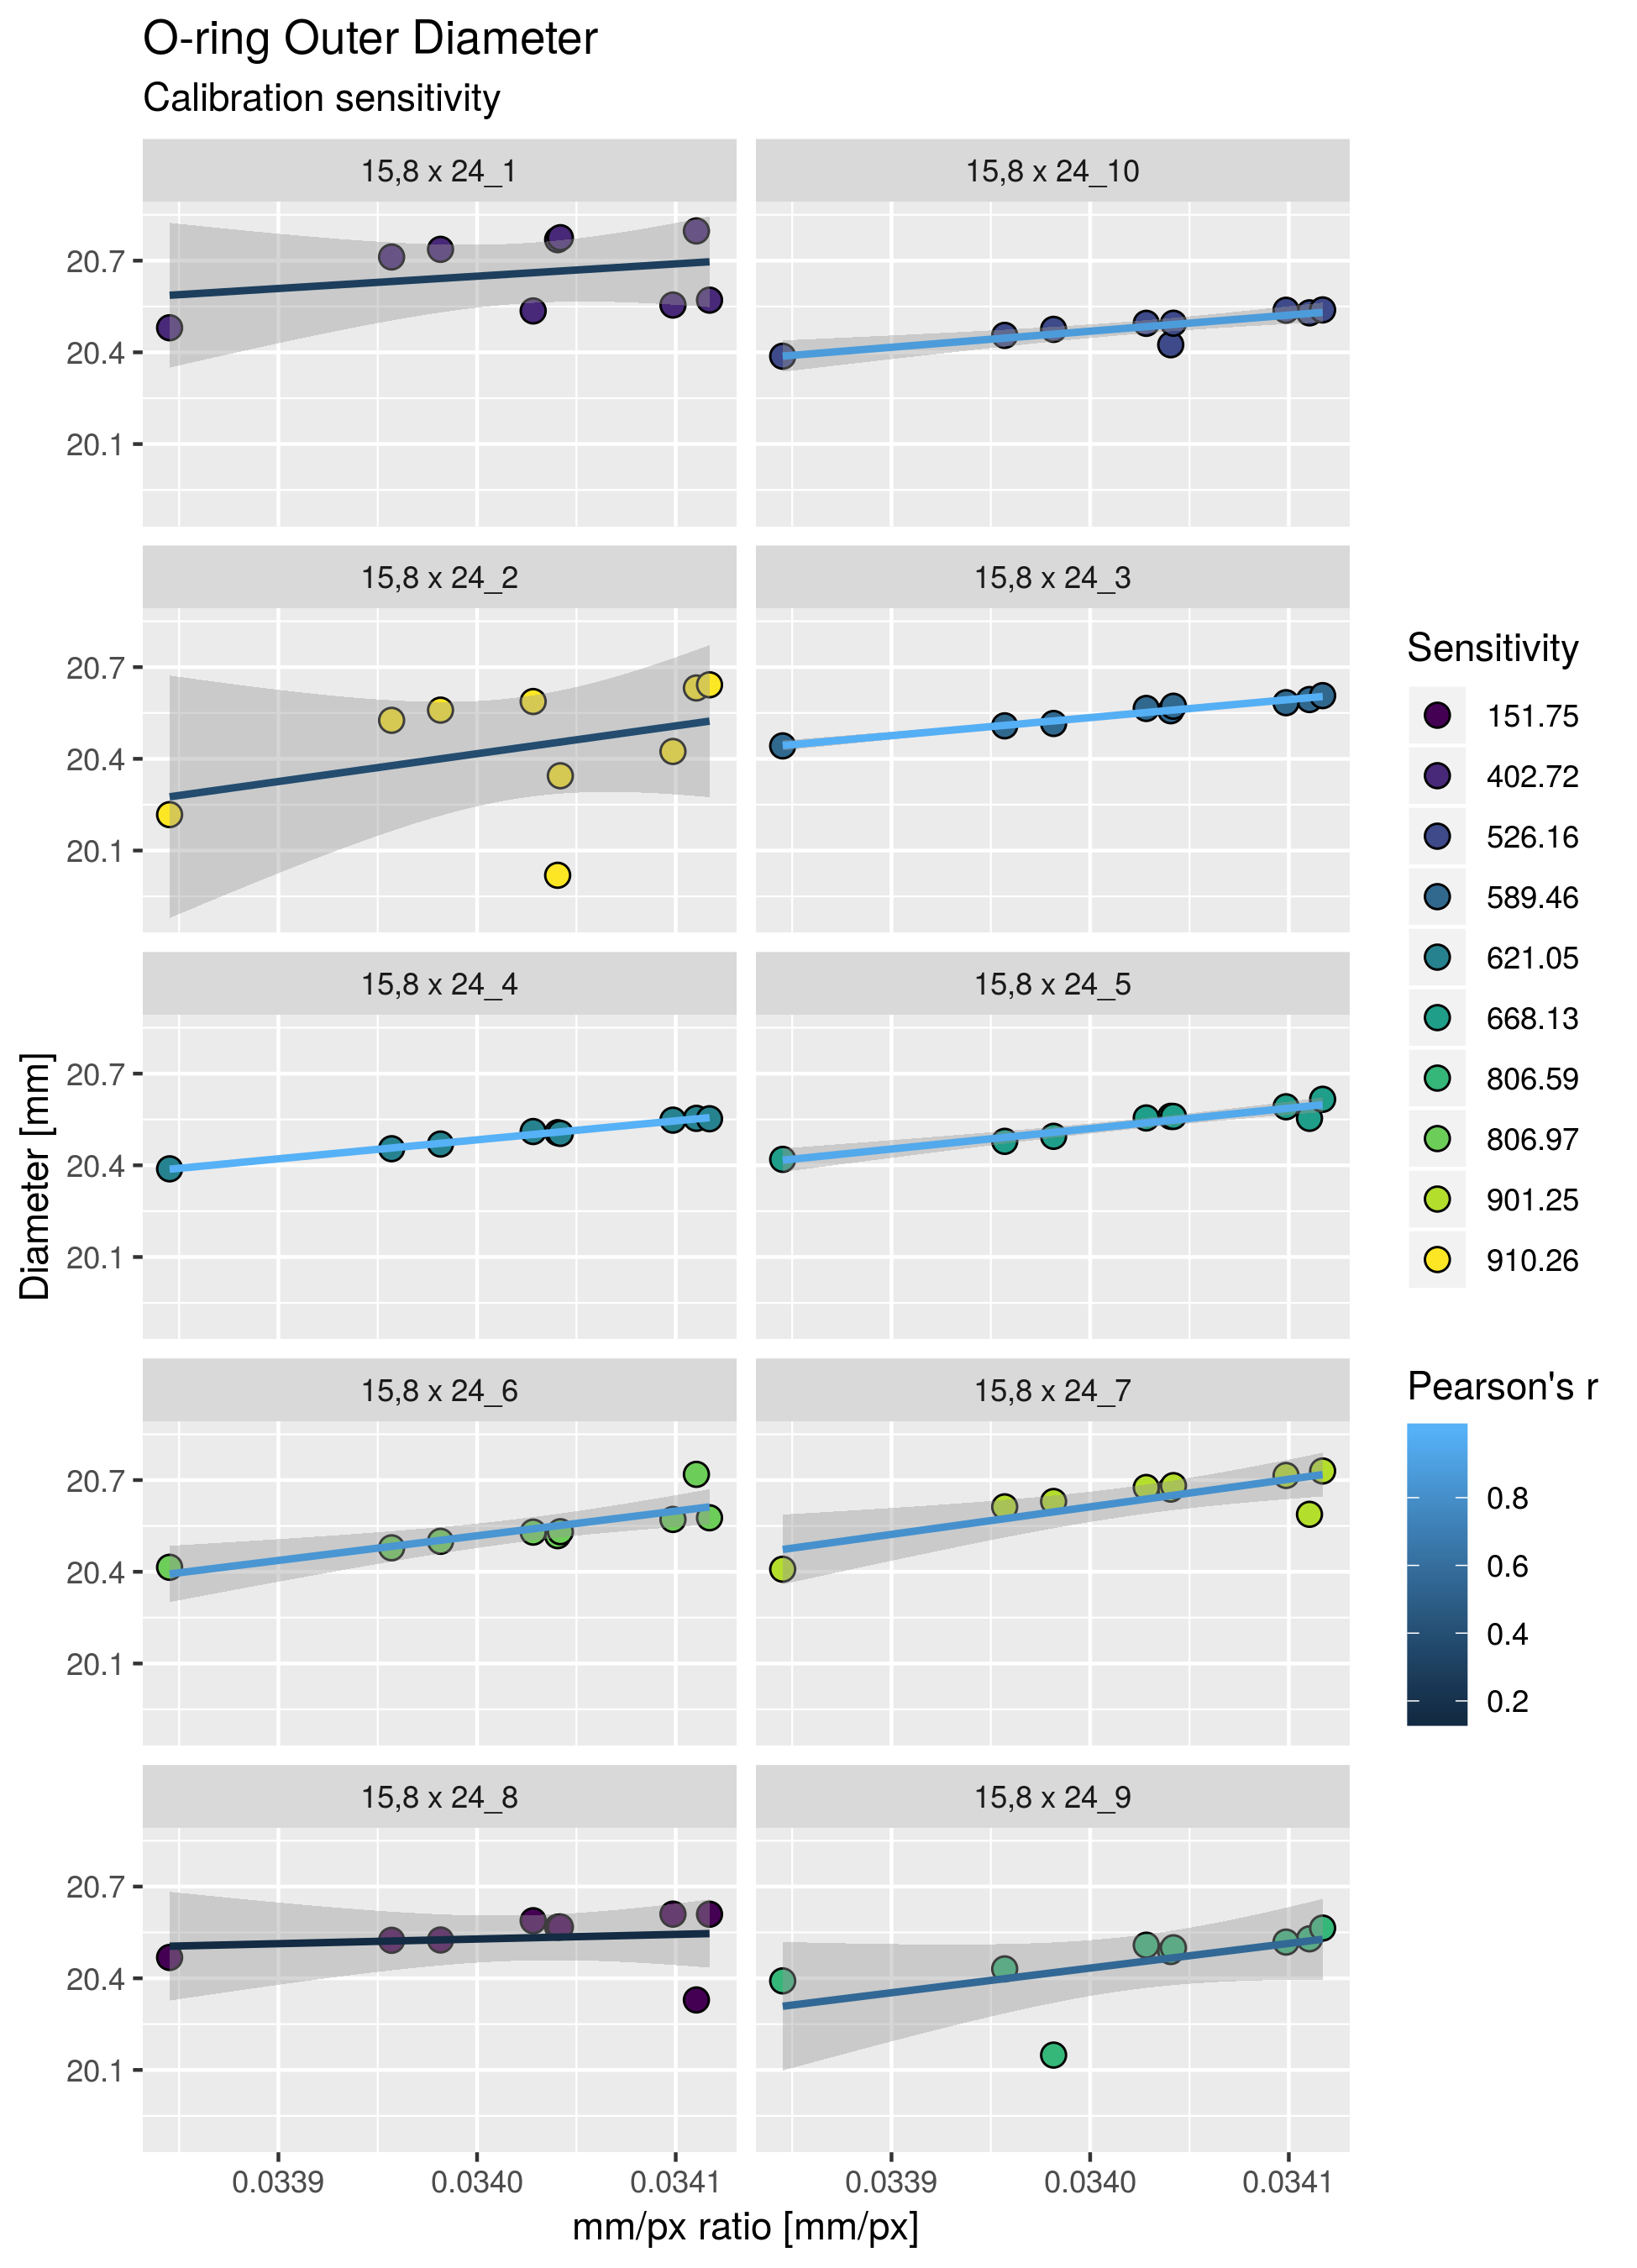 O-ring Outer Diameter
Calibration sensitivity
15,8 x 24_1
15,8 x 24_10
20.7
20.4
20.1
15,8 x 24_2
15,8 x 24_3
20.7
20.4
20.1
15,8 x 24_4
15,8 x 24_5
20.7
20.4
20.1
15,8 x 24_6
15,8 x 24_7
20.7
20.4
20.1
15,8 x 24_8
15,8 x 24_9
20.7
20.4
20.1
0.0339
0.0340
0.0341
0.0339
0.0340
0.0341
mm/px ratio [mm/px]
Diameter [mm]
Sensitivity
151.75
402.72
526.16
589.46
621.05
668.13
806.59
806.97
901.25
910.26
Pearson's r
0.8
0.6
0.4
0.2